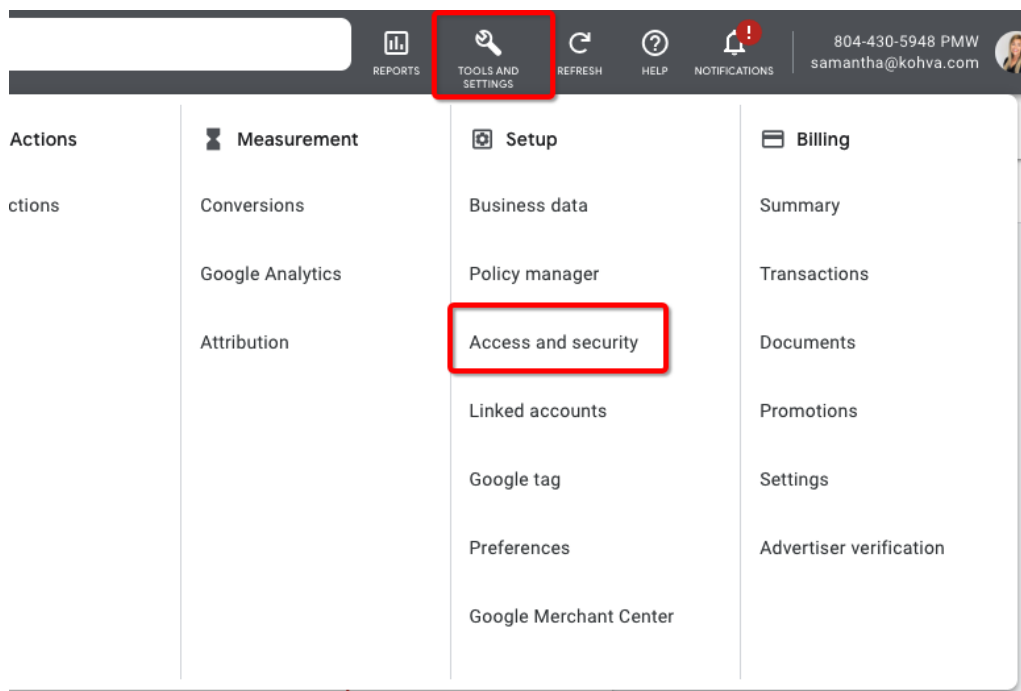 REPORTS
TOOLS AND
SETTINGS
REFRESH
HELP
!
NOTIFICATIONS
804-430-5948 PMW
samantha@kohva.com
Actions
ctions
Measurement
Conversions
Google Analytics
Attribution
Setup
Business data
Policy manager
Access and security
Linked accounts
Google tag
Preferences
Google Merchant Center
Billing
Summary
Transactions
Documents
Promotions
Settings
Advertiser verification